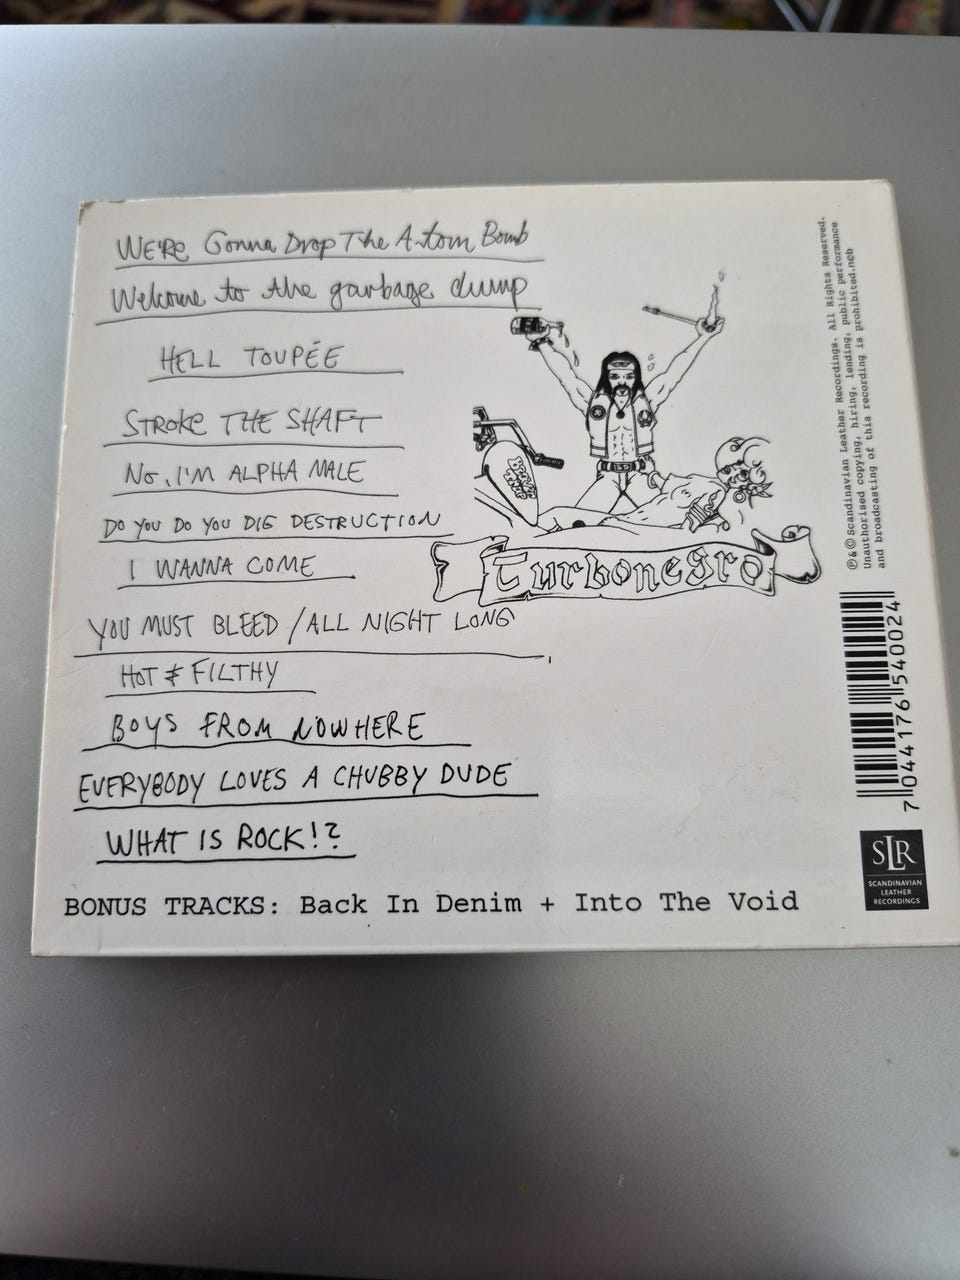 WE'RE Gonna Drop The A-tom Bomb
Welcome to the garbage dump
HELL TOUPÉE
STROKE THE SHAFT
NO, I'M ALPHA MALE
DO YOU DO YOU DIG DESTRUCTION
I WANNA COME
YOU MUST BLEED / ALL NIGHT LONG
HOT & FILTHY
BOYS FROM NOWHERE
EVERYBODY LOVES A CHUBBY DUDE
WHAT IS ROCK!?
BONUS TRACKS: Back In Denim + Into The Void
Turbonegro
℗&© Scandinavian Leather Recordings. All Rights Reserved.
Unauthorised copying, hiring, lending, public performance
and broadcasting of this recording is prohibited.n©b
7 044176 540024
SLR
SCANDINAVIAN
LEATHER
RECORDINGS